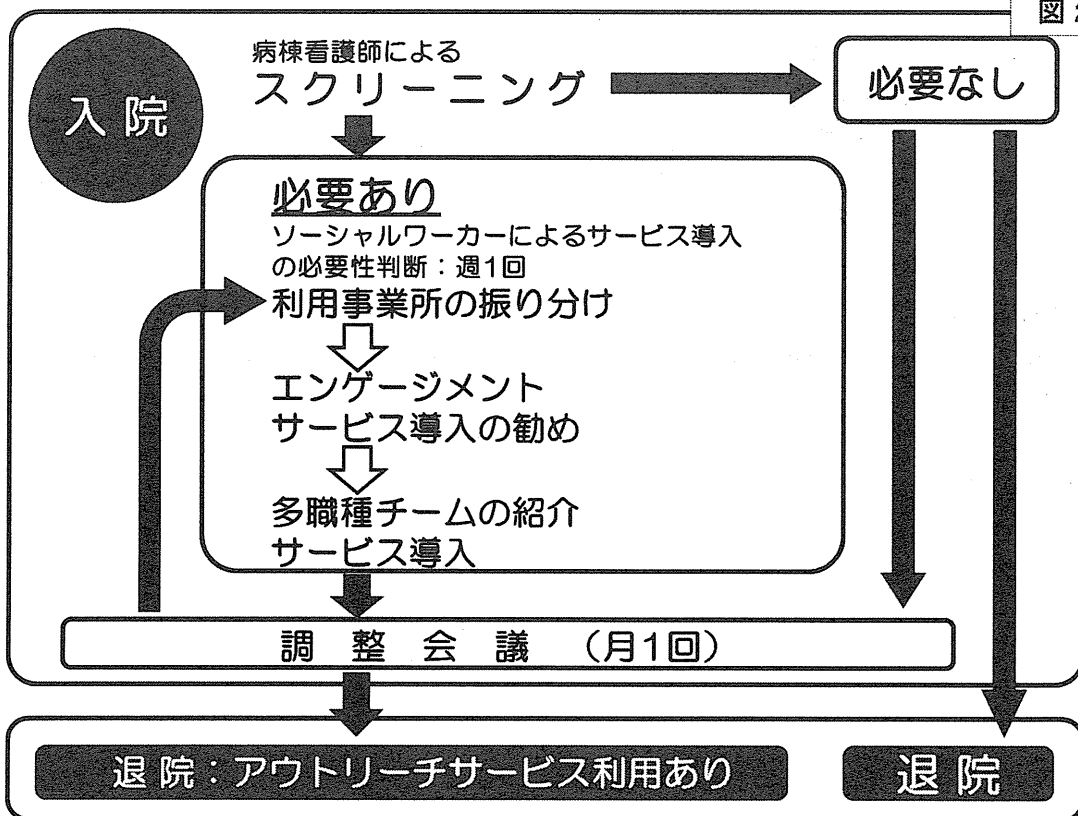 図
病棟看護師による
スクリーニング
必要なし
入院
必要あり
ソーシャルワーカーによるサービス導入
の必要性判断：週1回
利用事業所の振り分け
エンゲージメント
サービス導入の勧め
多職種チームの紹介
サービス導入
調整会議（月1回）
退院：アウトリーチサービス利用あり
退院